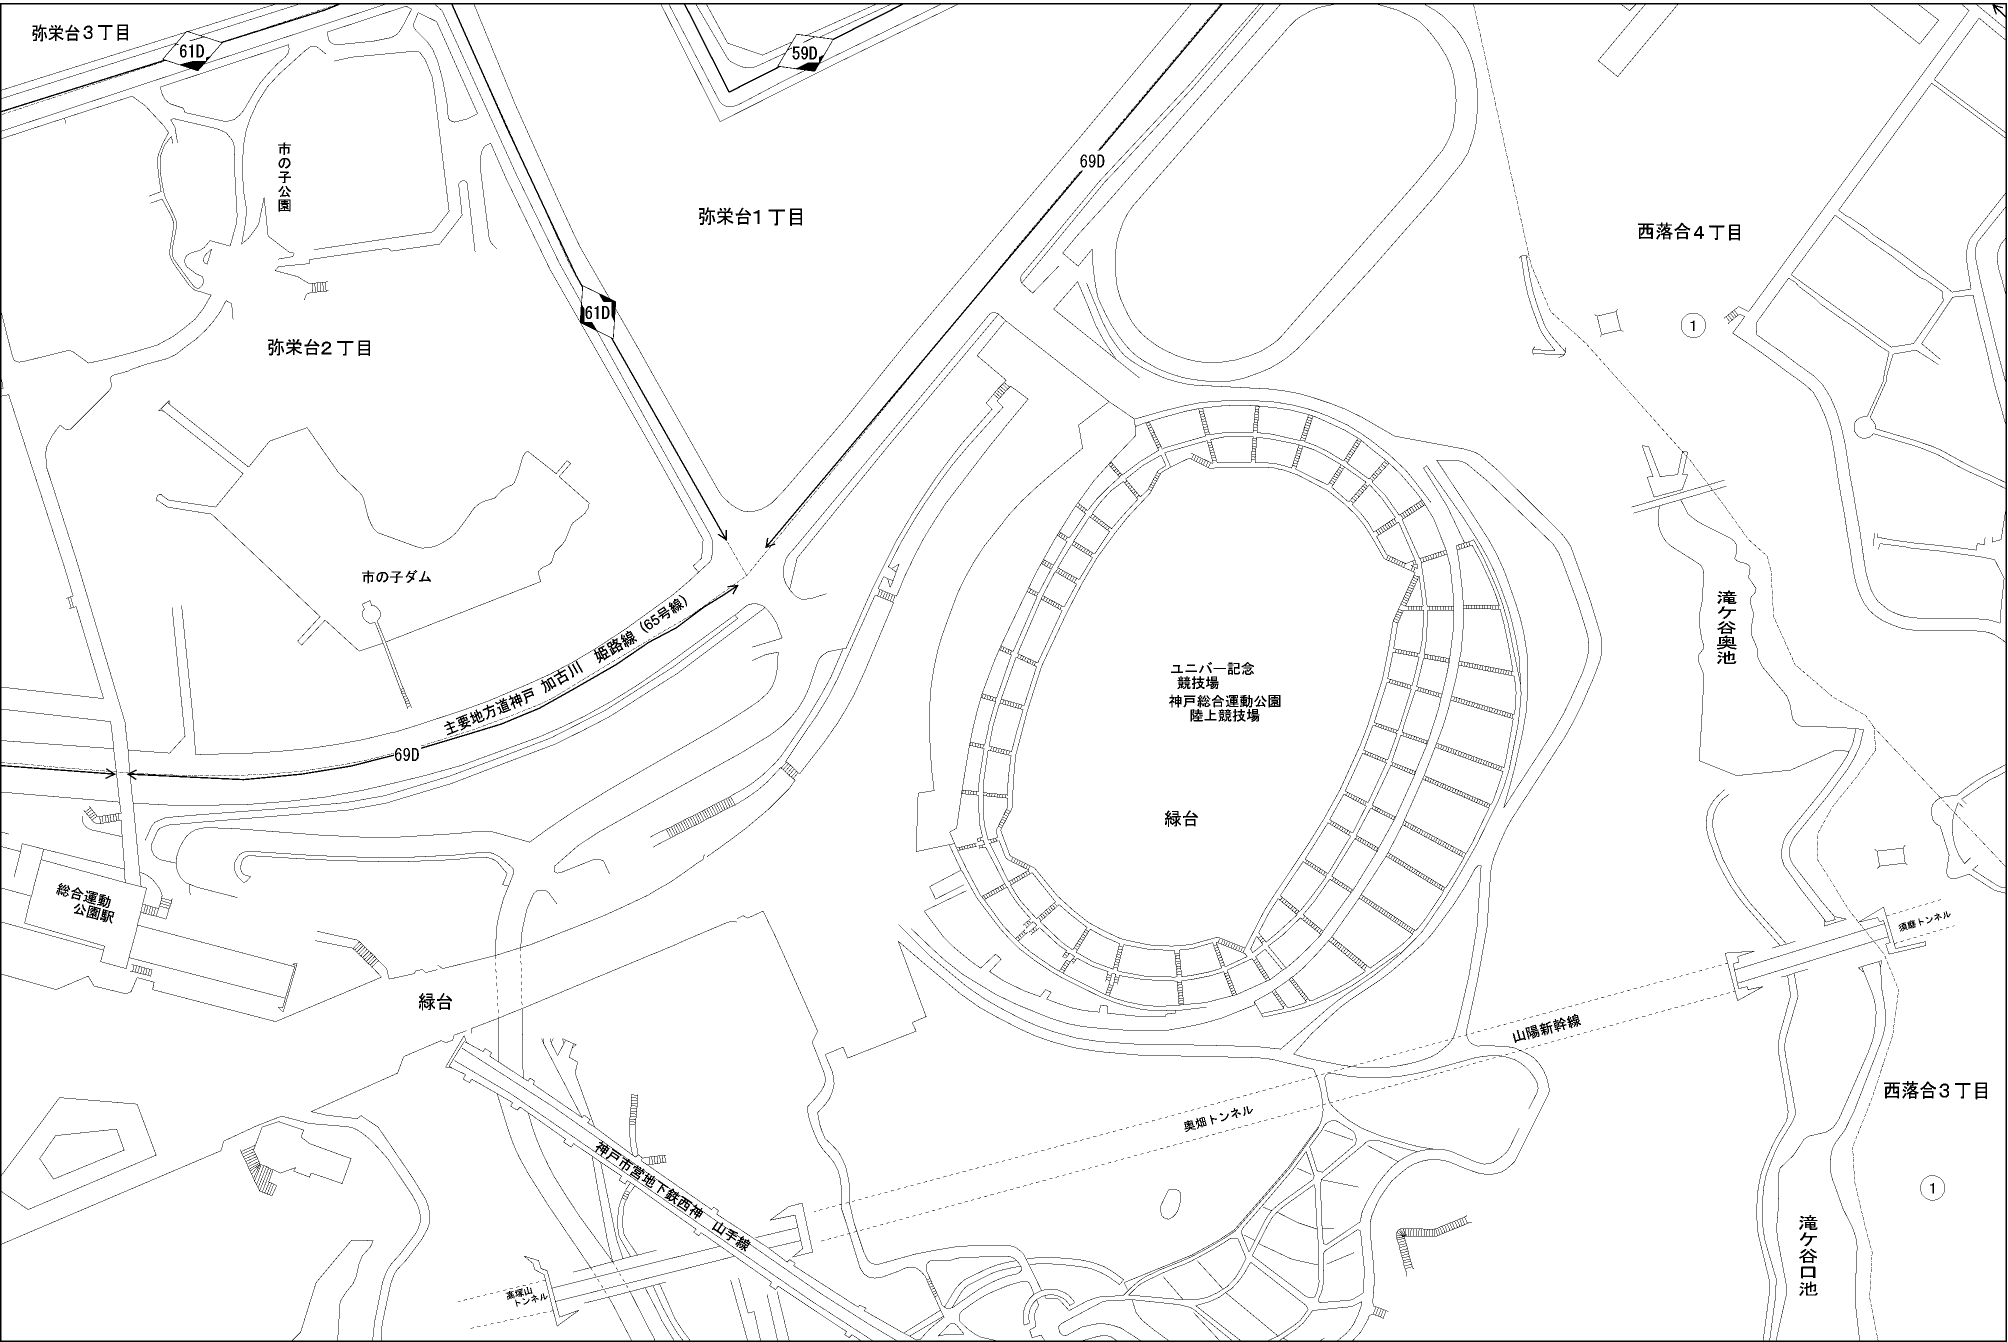 弥栄台3丁目
61D
59D
市の子公園
69D
弥栄台1丁目
西落合4丁目
61D
1
弥栄台2丁目
市の子ダム
滝ケ谷奥池
主要地方道神戸 加古川 姫路線 (65号線)
69D
ユニバー記念
競技場
神戸総合運動公園
陸上競技場
緑台
総合運動
公園駅
須磨トンネル
緑台
山陽新幹線
西落合3丁目
奥畑トンネル
神戸市営地下鉄西神 山手線
1
滝ケ谷口池
高塚山
トンネル